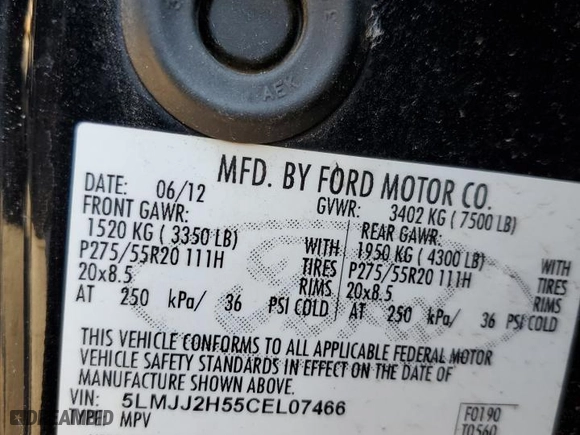 AEK
MFD. BY FORD MOTOR CO.
DATE: 06/12
GVWR: 3402 KG ( 7500 LB)
FRONT GAWR:
1520 KG ( 3350 LB) WITH
P275/55R20 111H TIRES
20x8.5 RIMS
AT 250 kPa/ 36 PSI COLD
REAR GAWR:
1950 KG ( 4300 LB) WITH
P275/55R20 111H TIRES
20x8.5 RIMS
AT 250 kPa/ 36 PSI COLD
THIS VEHICLE CONFORMS TO ALL APPLICABLE FEDERAL MOTOR
VEHICLE SAFETY STANDARDS IN EFFECT ON THE DATE OF
MANUFACTURE SHOWN ABOVE.
VIN: 5LMJJ2H55CEL07466
TYPE: MPV
F0190
T0560